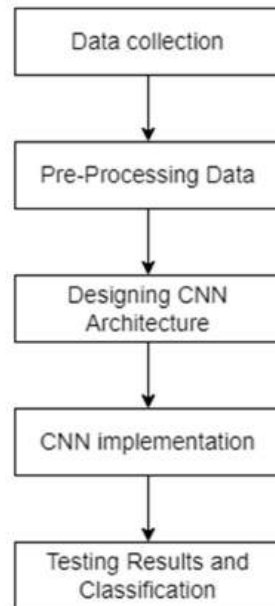 Data collection
Pre-Processing Data
Designing CNN
Architecture
CNN implementation
Testing Results and
Classification